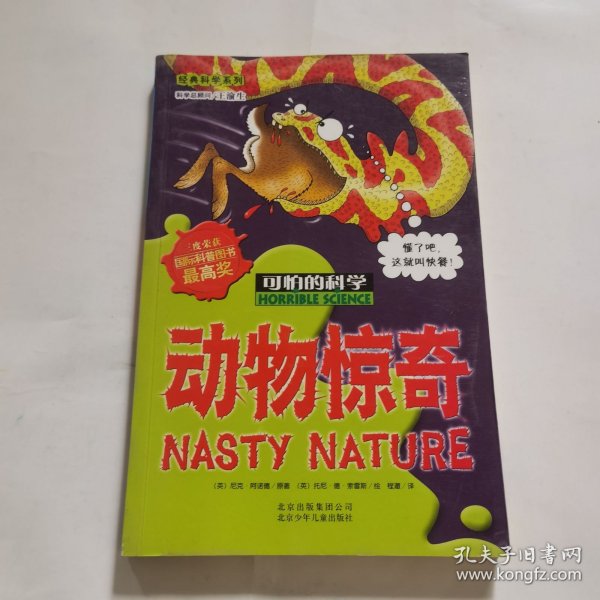 经典科学系列
科学总顾问/王渝生
懂了吧，
这就叫快餐！
三度荣获
国际科普图书
最高奖
可怕的科学
HORRIBLE SCIENCE
动物惊奇
NASTY NATURE
（英）尼克·阿诺德/原著 （英）托尼·德·索雷斯/绘 程潇/译
北京出版集团公司
北京少年儿童出版社
孔夫子旧书网
www.kongfz.com